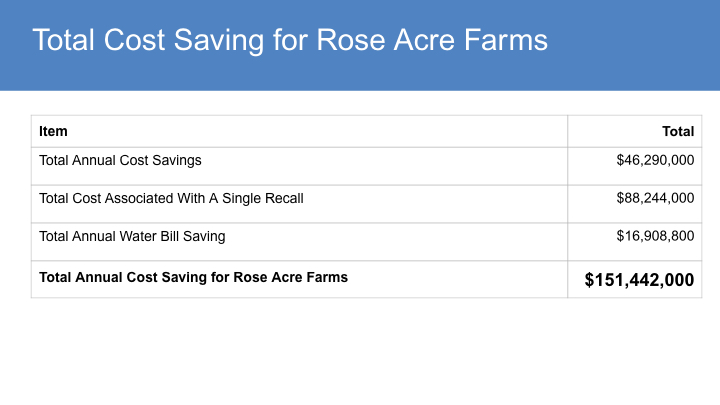 Total Cost Saving for Rose Acre Farms
Item Total
Total Annual Cost Savings $46,290,000
Total Cost Associated With A Single Recall $88,244,000
Total Annual Water Bill Saving $16,908,800
Total Annual Cost Saving for Rose Acre Farms $151,442,000